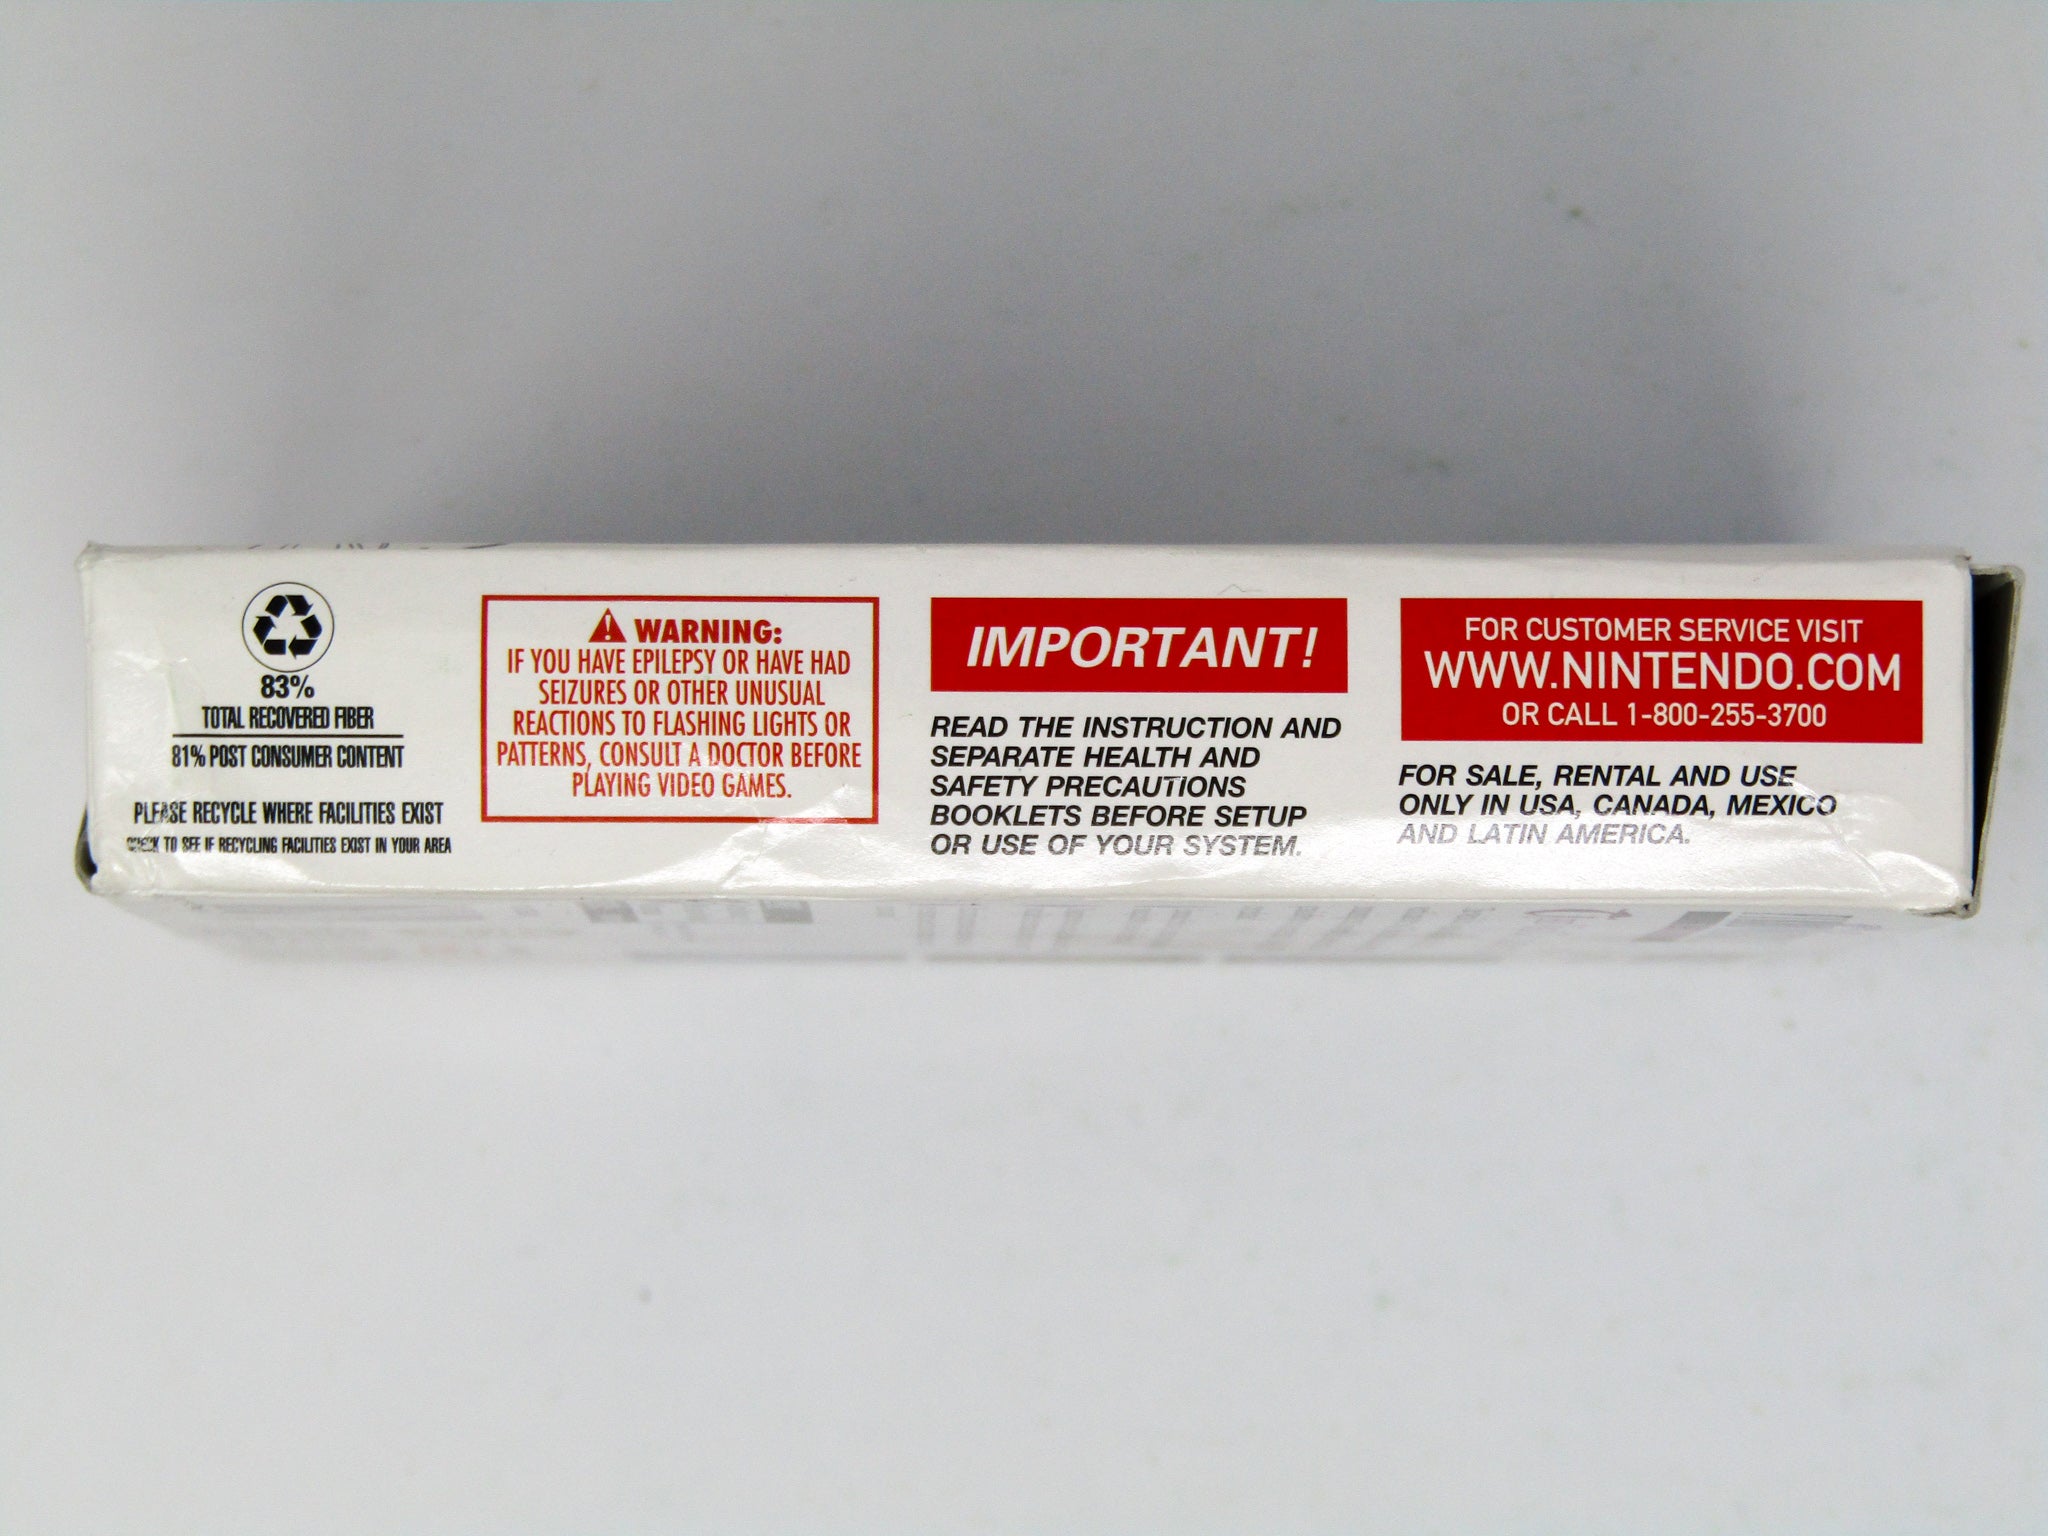 83%
TOTAL RECOVERED FIBER
81% POST CONSUMER CONTENT
PLEASE RECYCLE WHERE FACILITIES EXIST
CHECK TO SEE IF RECYCLING FACILITIES EXIST IN YOUR AREA
WARNING:
IF YOU HAVE EPILEPSY OR HAVE HAD
SEIZURES OR OTHER UNUSUAL
REACTIONS TO FLASHING LIGHTS OR
PATTERNS, CONSULT A DOCTOR BEFORE
PLAYING VIDEO GAMES.
IMPORTANT!
READ THE INSTRUCTION AND
SEPARATE HEALTH AND
SAFETY PRECAUTIONS
BOOKLETS BEFORE SETUP
OR USE OF YOUR SYSTEM.
FOR CUSTOMER SERVICE VISIT
WWW.NINTENDO.COM
OR CALL 1-800-255-3700
FOR SALE, RENTAL AND USE
ONLY IN USA, CANADA, MEXICO
AND LATIN AMERICA.